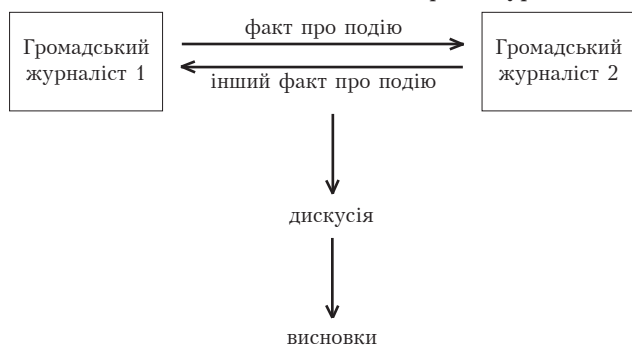 факт про подію
Громадський
журналіст 1
Громадський
журналіст 2
інший факт про подію
дискусія
висновки